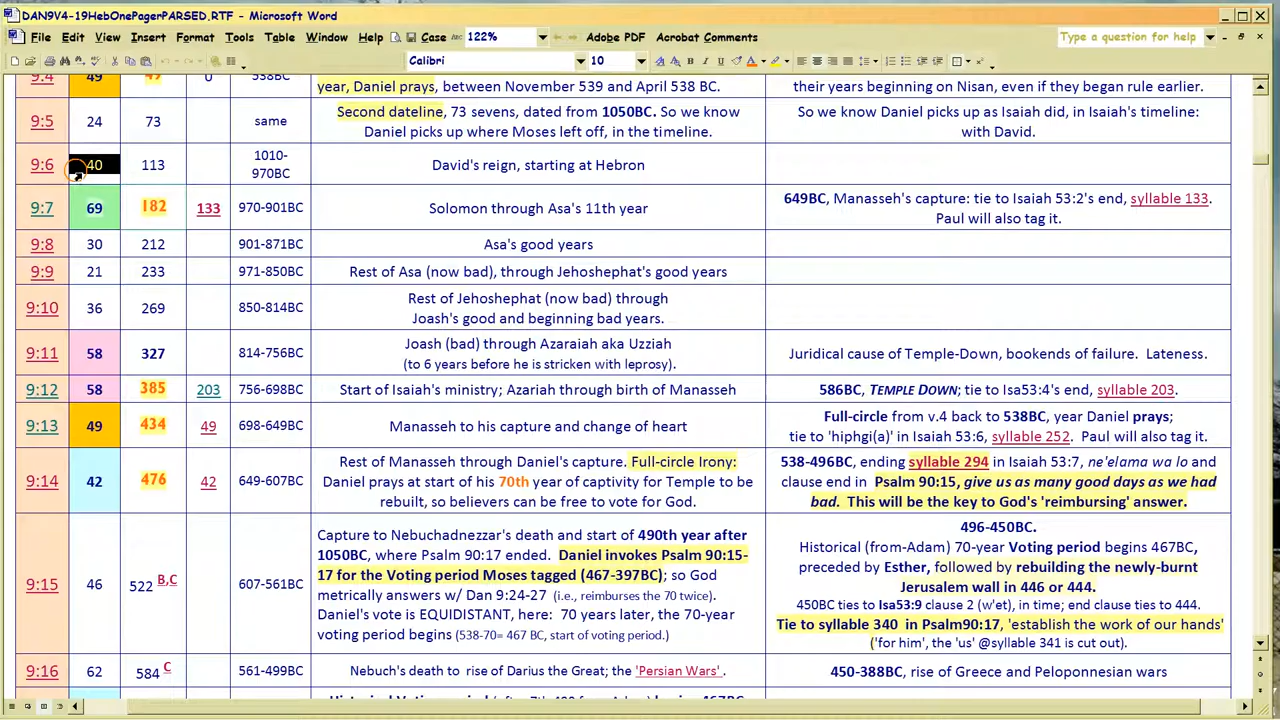 DAN9V4-19HebOnePagerPARSED.RTF - Microsoft Word
File Edit View Insert Format Tools Table Window Help Case 122% Adobe PDF Acrobat Comments Type a question for help
Calibri 10
9:4 49 49 0 538BC year, Daniel prays, between November 539 and April 538 BC. their years beginning on Nisan, even if they began rule earlier.
9:5 24 73 same Second dateline, 73 sevens, dated from 1050BC. So we know
Daniel picks up where Moses left off, in the timeline.
So we know Daniel picks up as Isaiah did, in Isaiah's timeline:
with David.
9:6 40 113 1010-
970BC
David's reign, starting at Hebron
9:7 69 182 133 970-901BC Solomon through Asa's 11th year
649BC, Manasseh's capture: tie to Isaiah 53:2's end, syllable 133.
Paul will also tag it.
9:8 30 212 901-871BC Asa's good years
9:9 21 233 971-850BC Rest of Asa (now bad), through Jehoshephat's good years
9:10 36 269 850-814BC Rest of Jehoshephat (now bad) through
Joash's good and beginning bad years.
9:11 58 327 814-756BC Joash (bad) through Azaraiah aka Uzziah
(to 6 years before he is stricken with leprosy).
Juridical cause of Temple-Down, bookends of failure. Lateness.
9:12 58 385 203 756-698BC Start of Isaiah's ministry; Azariah through birth of Manasseh
586BC, TEMPLE DOWN; tie to Isa53:4's end, syllable 203.
9:13 49 434 49 698-649BC Manasseh to his capture and change of heart
Full-circle from v.4 back to 538BC, year Daniel prays;
tie to 'hiphgi(a)' in Isaiah 53:6, syllable 252. Paul will also tag it.
9:14 42 476 42 649-607BC Rest of Manasseh through Daniel's capture. Full-circle Irony:
Daniel prays at start of his 70th year of captivity for Temple to be
rebuilt, so believers can be free to vote for God.
538-496BC, ending syllable 294 in Isaiah 53:7, ne'elama wa lo and
clause end in Psalm 90:15, give us as many good days as we had
bad. This will be the key to God's 'reimbursing' answer.
9:15 46 522 B,C 607-561BC Capture to Nebuchadnezzar's death and start of 490th year after
1050BC, where Psalm 90:17 ended. Daniel invokes Psalm 90:15-
17 for the Voting period Moses tagged (467-397BC); so God
metrically answers w/ Dan 9:24-27 (i.e., reimburses the 70 twice).
Daniel's vote is EQUIDISTANT, here: 70 years later, the 70-year
voting period begins (538-70= 467 BC, start of voting period.)
496-450BC.
Historical (from-Adam) 70-year Voting period begins 467BC,
preceded by Esther, followed by rebuilding the newly-burnt
Jerusalem wall in 446 or 444.
450BC ties to Isa53:9 clause 2 (w'et), in time; end clause ties to 444.
Tie to syllable 340 in Psalm90:17, 'establish the work of our hands'
('for him', the 'us' @syllable 341 is cut out).
9:16 62 584 C 561-499BC Nebuch's death to rise of Darius the Great; the 'Persian Wars'.
450-388BC, rise of Greece and Peloponnesian wars